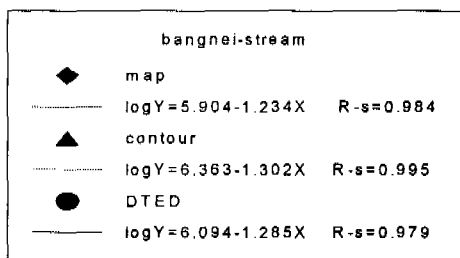 bangnei-stream
map
logY=5.904-1.234X R-s=0.984
contour
logY=6,363-1.302X R-s=0.995
DTED
logY=6,094-1.285X R-s=0.979